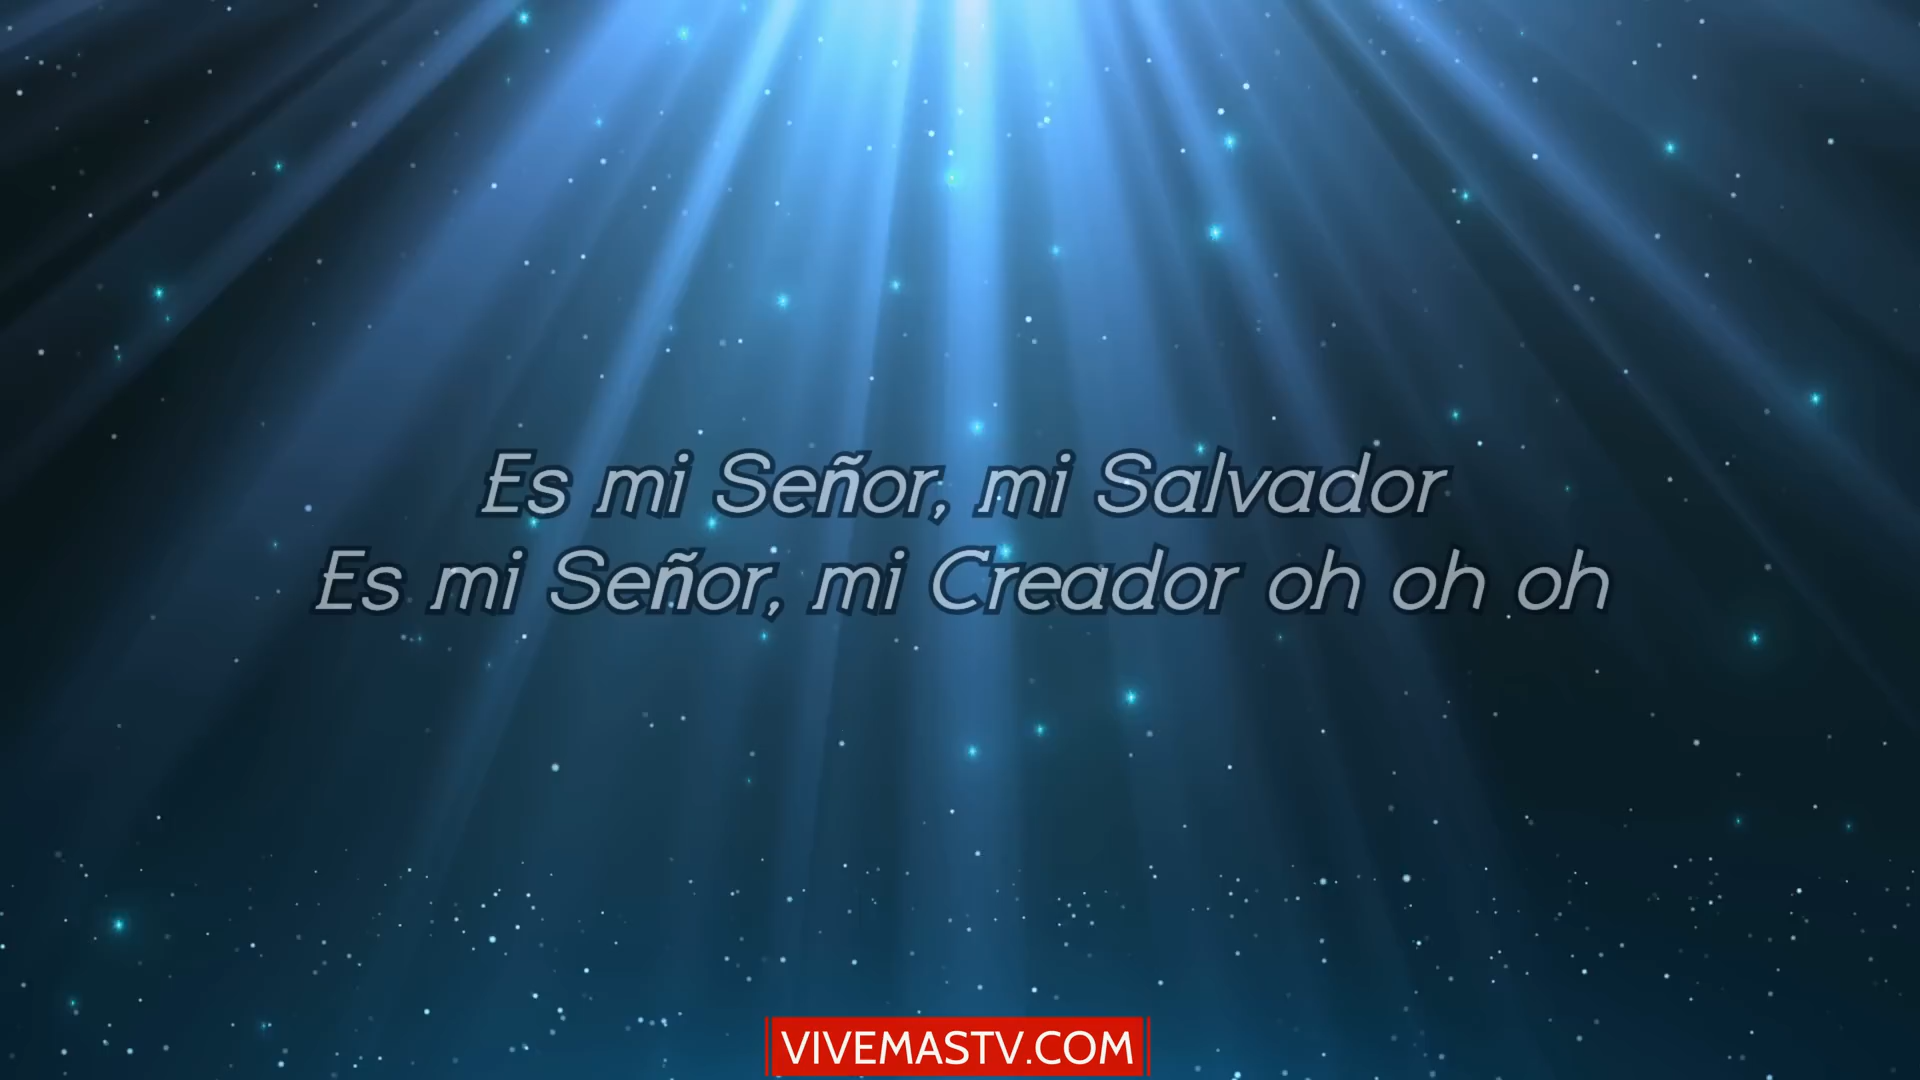 Es mi Señor, mi Salvador
Es mi Señor, mi Creador oh oh oh
VIVEMASTV.COM